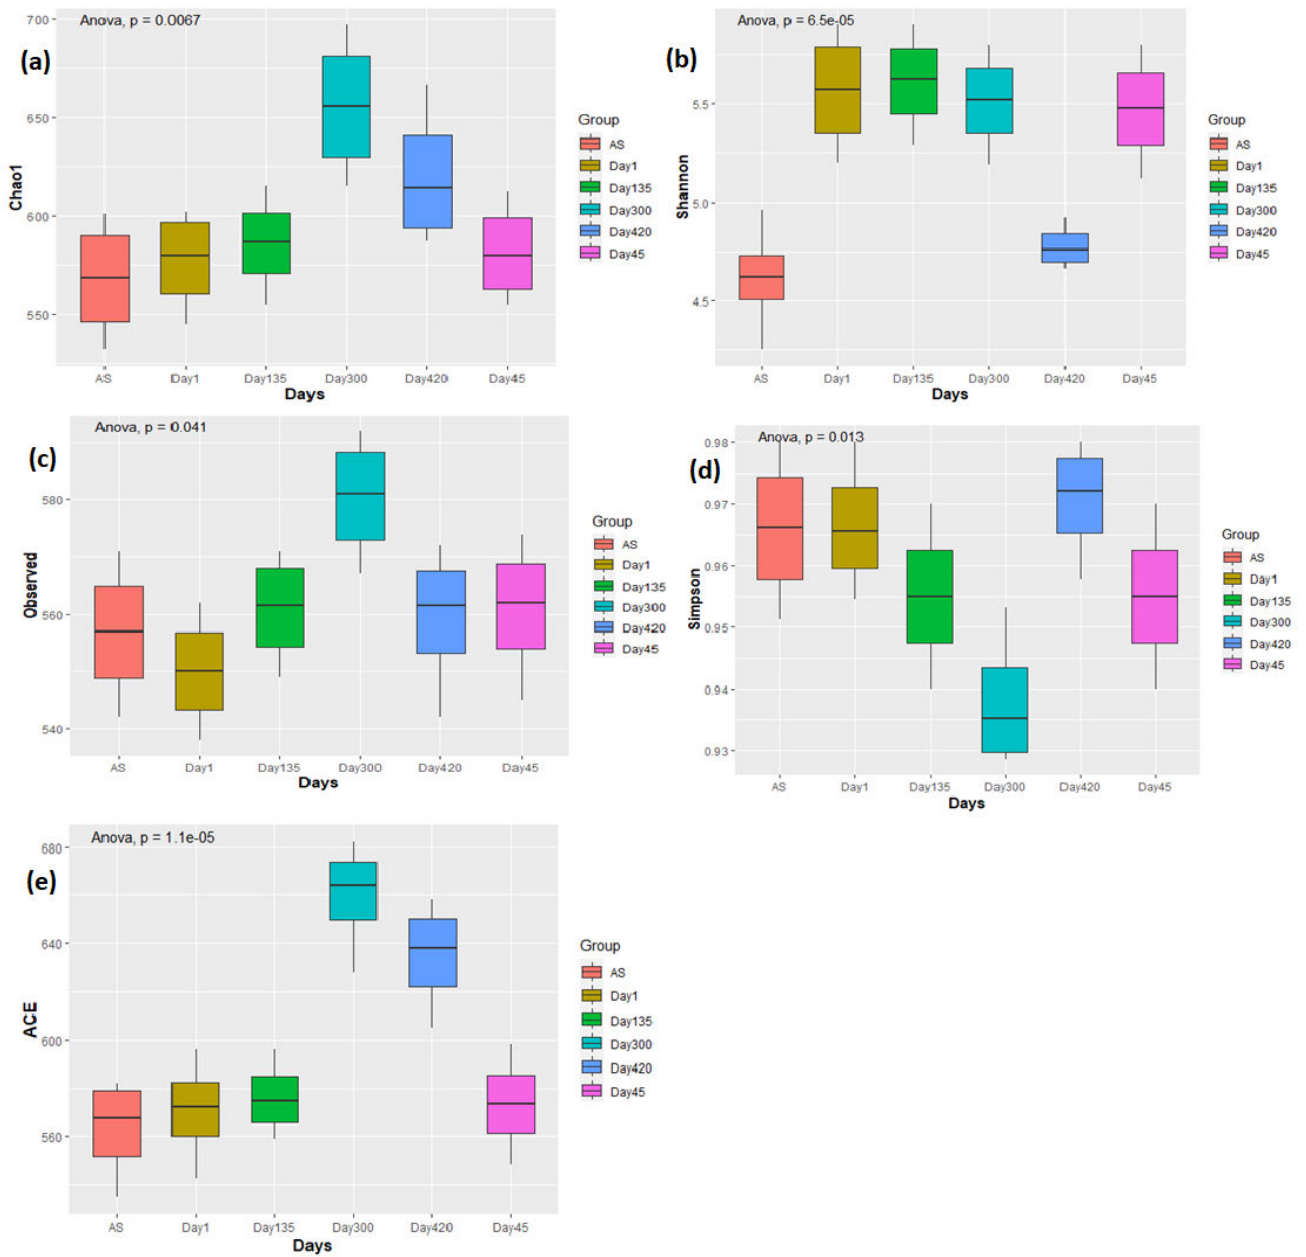 (a)
Anova, p = 0.0067
700
650
600
550
Chao1
AS Day1 Day135 Day300 Day420 Day45
Days
Group
AS
Day1
Day135
Day300
Day420
Day45
(b)
Anova, p = 6.5e-05
5.5
5.0
4.5
Shannon
AS Day1 Day135 Day300 Day420 Day45
Days
Group
AS
Day1
Day135
Day300
Day420
Day45
(c)
Anova, p = 0.041
580
560
540
Observed
AS Day1 Day135 Day300 Day420 Day45
Days
Group
AS
Day1
Day135
Day300
Day420
Day45
(d)
Anova, p = 0.013
0.98
0.97
0.96
0.95
0.94
0.93
Simpson
AS Day1 Day135 Day300 Day420 Day45
Days
Group
AS
Day1
Day135
Day300
Day420
Day45
(e)
Anova, p = 1.1e-05
680
640
600
560
ACE
AS Day1 Day135 Day300 Day420 Day45
Days
Group
AS
Day1
Day135
Day300
Day420
Day45